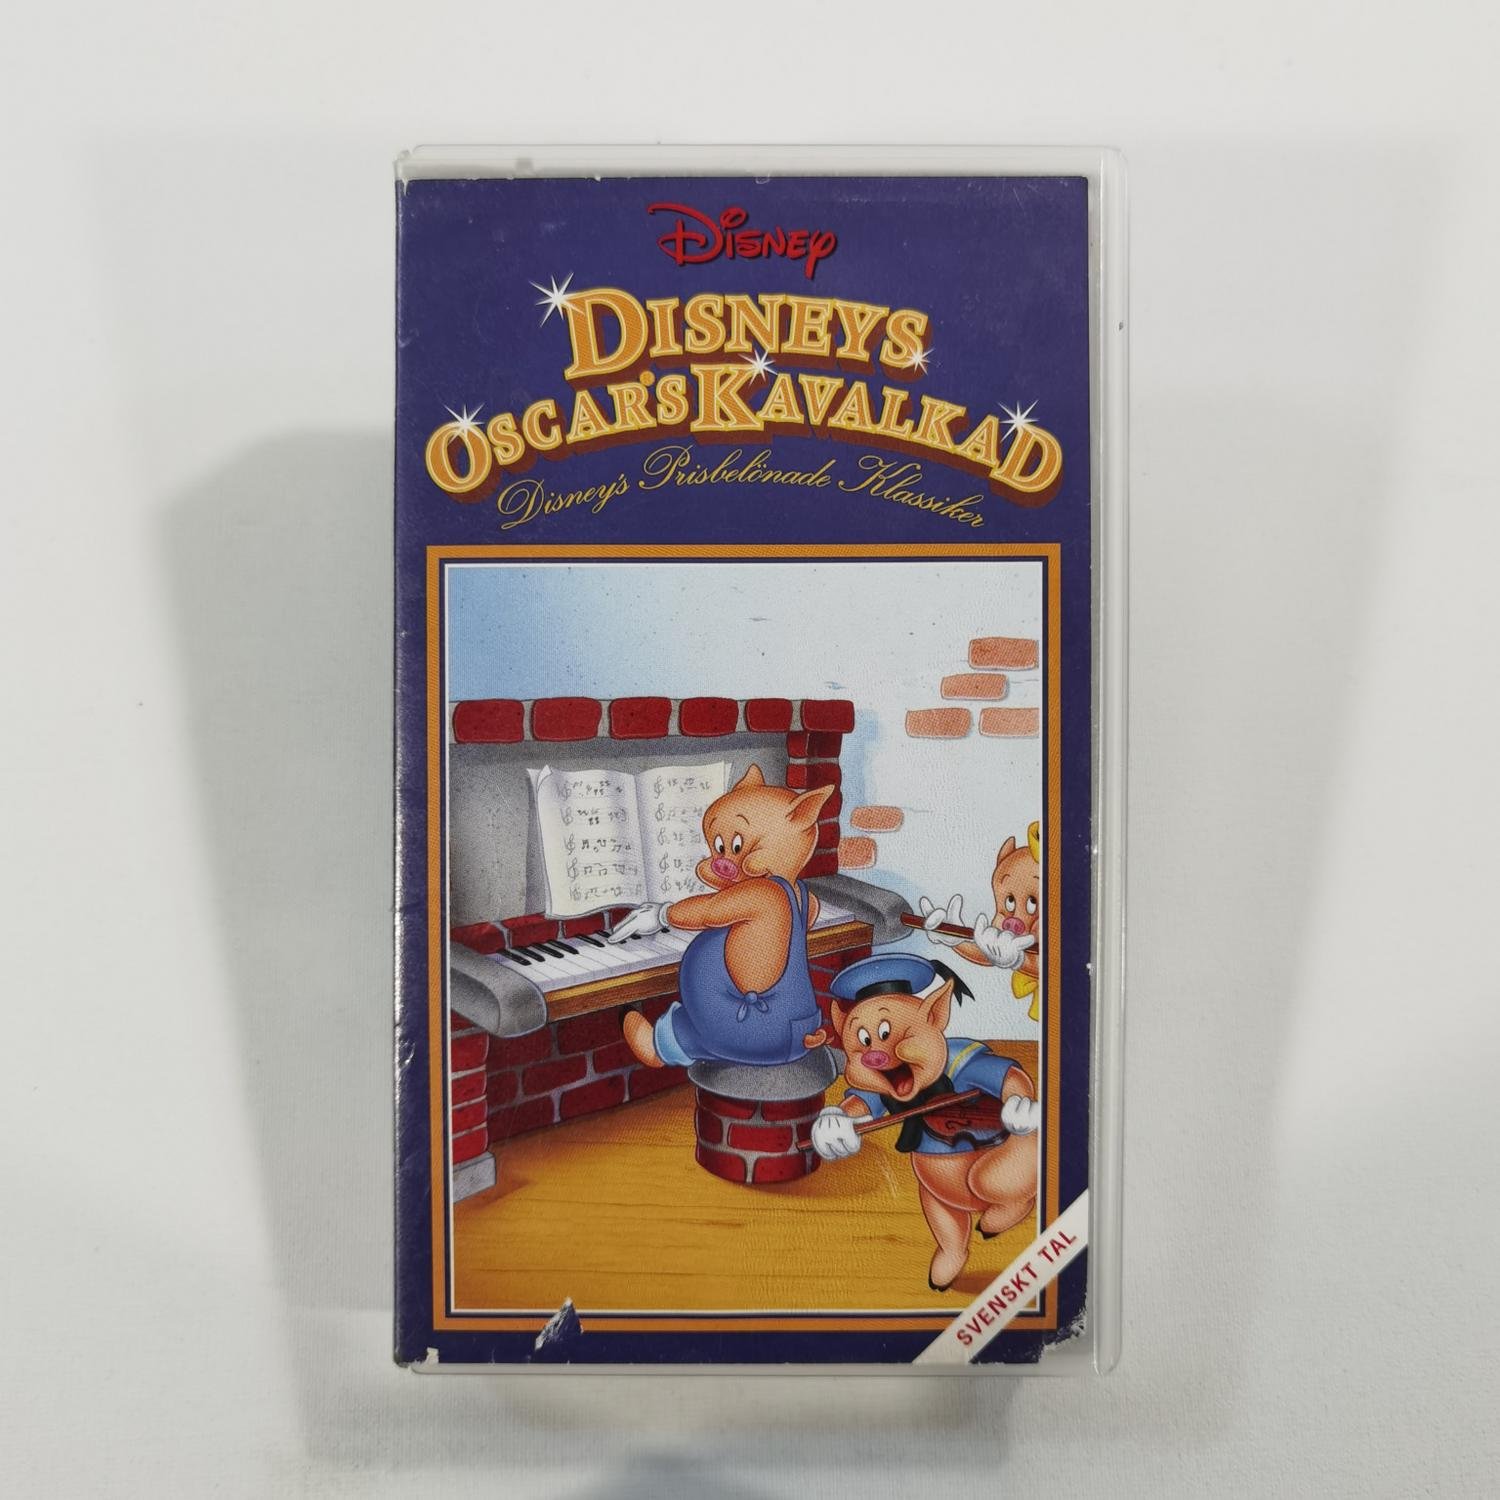 Disney
DISNEYS
OSCAR'S KAVALKAD
Disney's Prisbelönade Klassiker
SVENSKT TAL